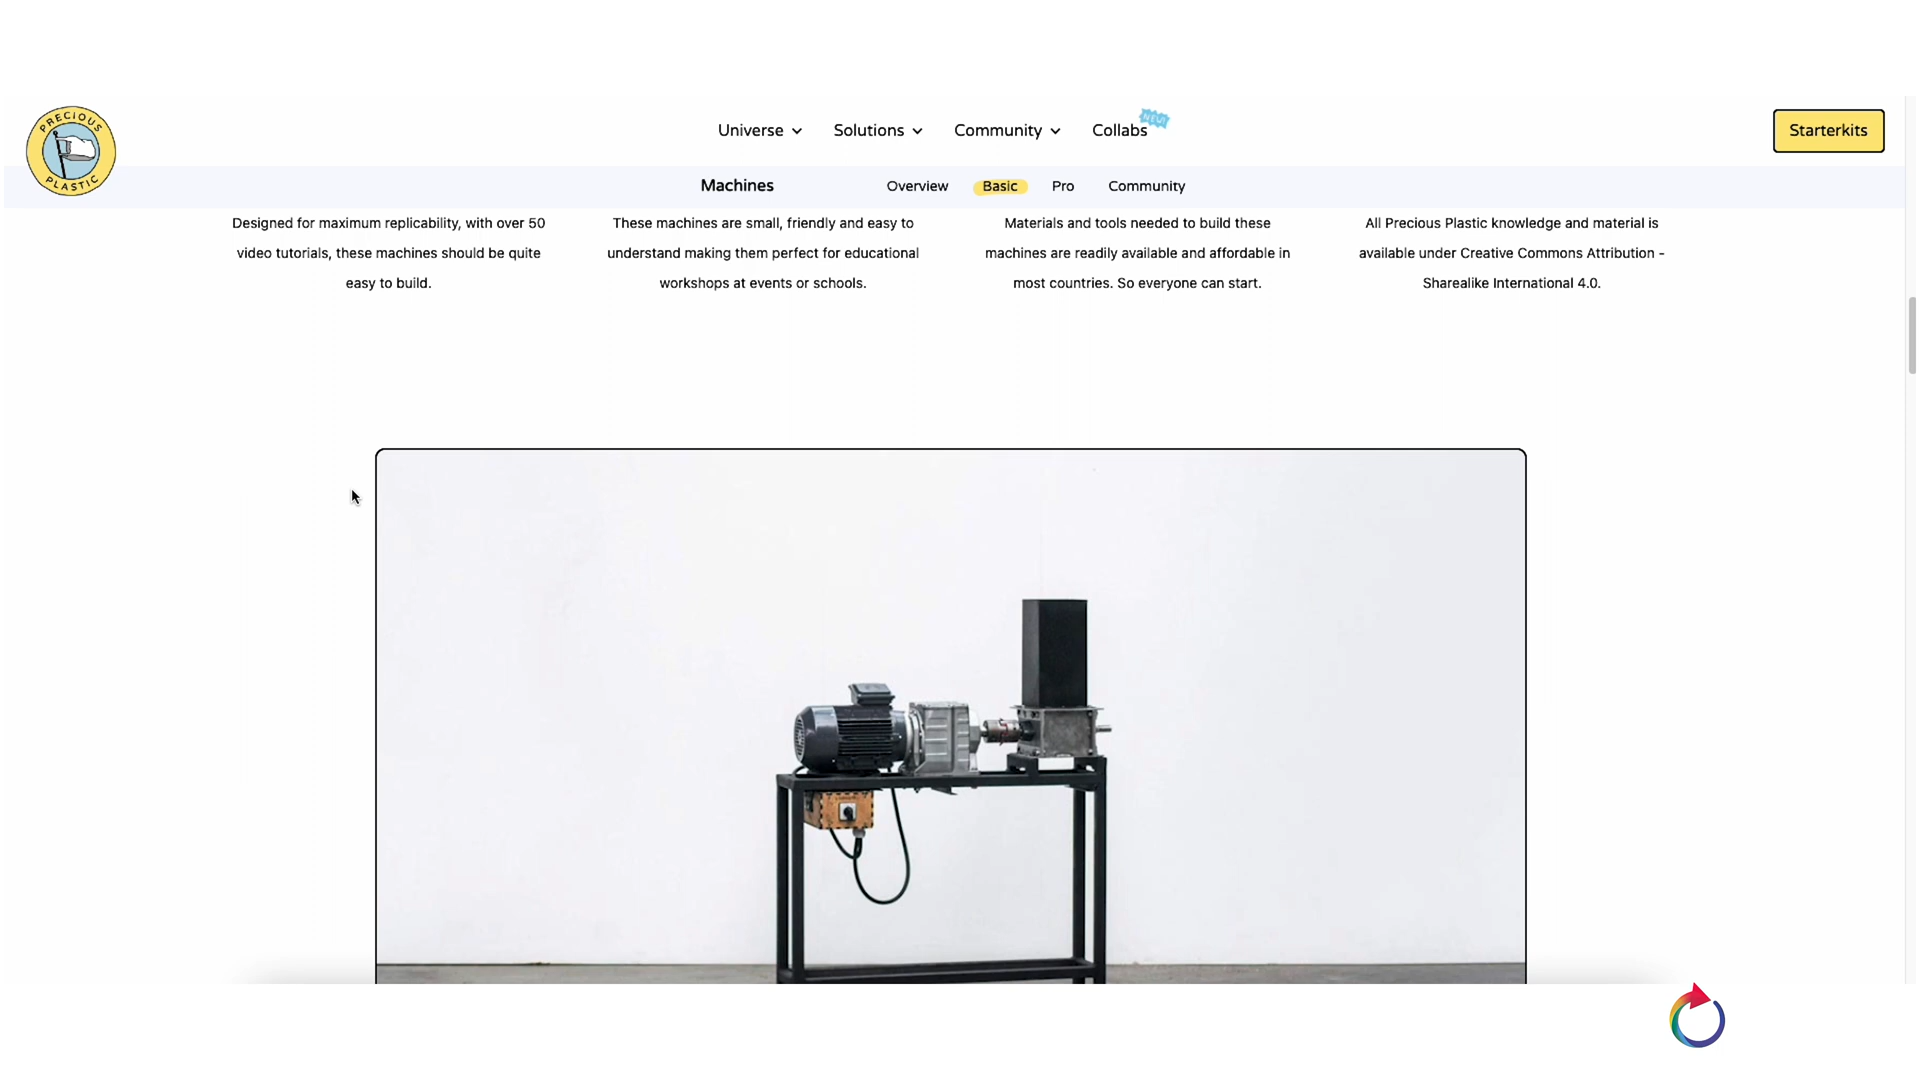 PRECIOUS
PLASTIC
Universe
Solutions
Community
Collabs
NEW!
Starterkits
Machines
Overview
Basic
Pro
Community
Designed for maximum replicability, with over 50
video tutorials, these machines should be quite
easy to build.
These machines are small, friendly and easy to
understand making them perfect for educational
workshops at events or schools.
Materials and tools needed to build these
machines are readily available and affordable in
most countries. So everyone can start.
All Precious Plastic knowledge and material is
available under Creative Commons Attribution -
Sharealike International 4.0.